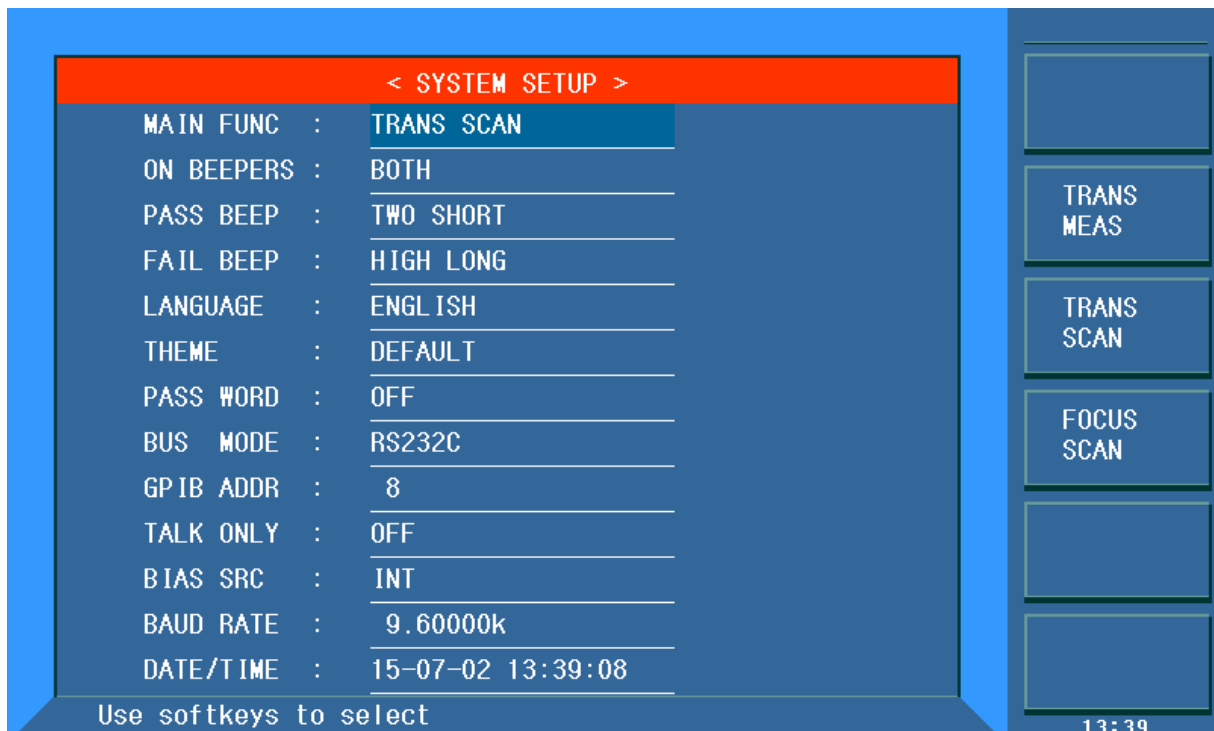 < SYSTEM SETUP >
MAIN FUNC : TRANS SCAN
ON BEEPERS : BOTH
PASS BEEP : TWO SHORT
FAIL BEEP : HIGH LONG
LANGUAGE : ENGLISH
THEME : DEFAULT
PASS WORD : OFF
BUS MODE : RS232C
GPIB ADDR : 8
TALK ONLY : OFF
BIAS SRC : INT
BAUD RATE : 9.60000k
DATE/TIME : 15-07-02 13:39:08
Use softkeys to select
TRANS
MEAS
TRANS
SCAN
FOCUS
SCAN
13:39